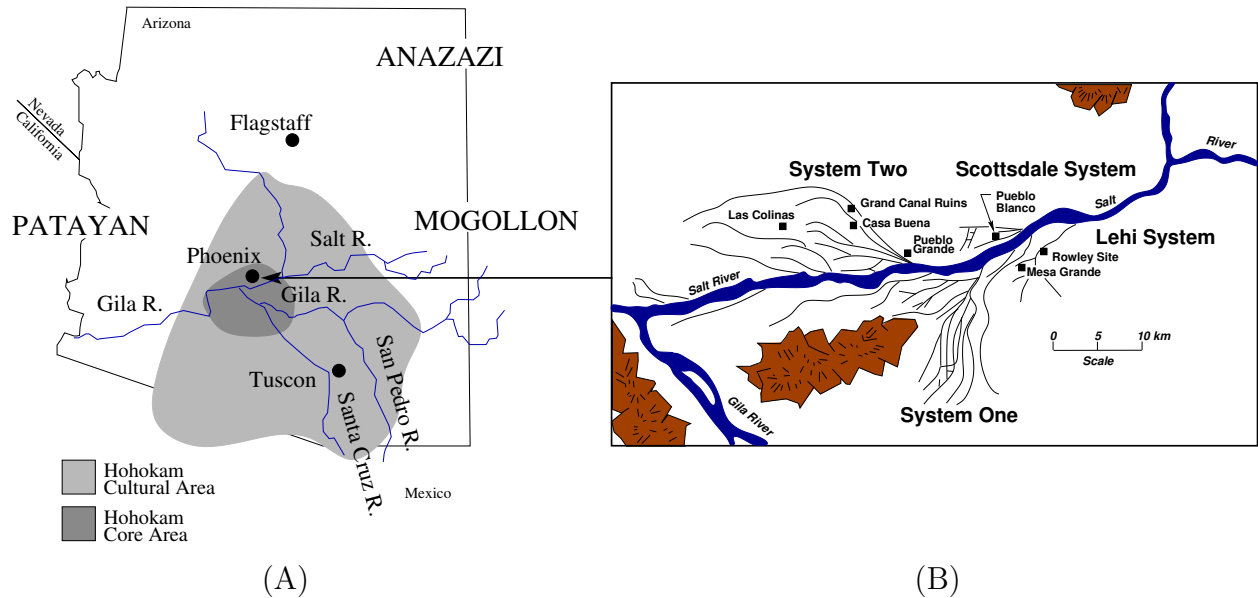 Arizona
ANAZAZI
Nevada
California
Flagstaff
PATAYAN
MOGOLLON
Salt R.
Phoenix
Gila R.
Gila R.
Tuscon
San Pedro R.
Santa Cruz R.
Mexico
Hohokam
Cultural Area
Hohokam
Core Area
(A)
River
System Two
Scottsdale System
Pueblo
Blanco
Grand Canal Ruins
Salt
Las Colinas
Casa Buena
Lehi System
Pueblo
Grande
Rowley Site
Mesa Grande
Salt River
0 5 10 km
Scale
Gila River
System One
(B)